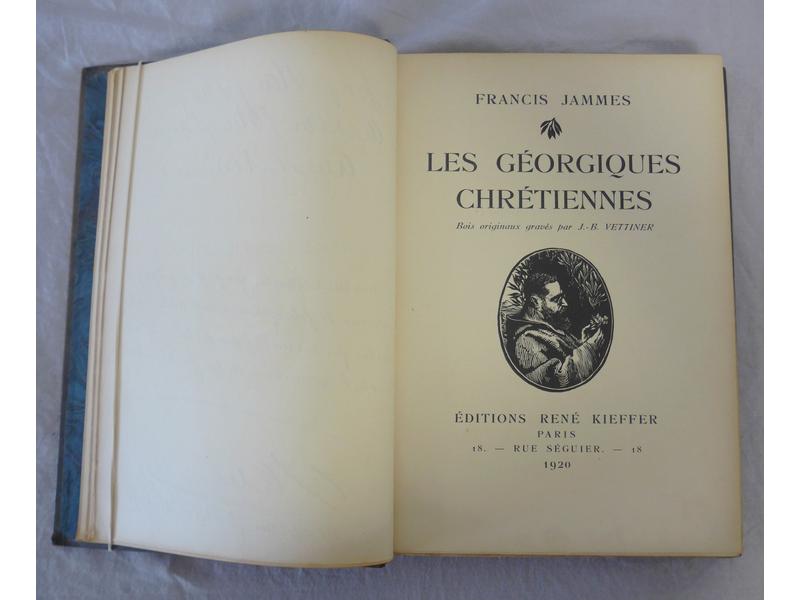 FRANCIS JAMMES
LES GÉORGIQUES
CHRÉTIENNES
Bois originaux gravés par J.-B. VETTINER
ÉDITIONS RENÉ KIEFFER
PARIS
18. — RUE SÉGUIER. — 18
1920